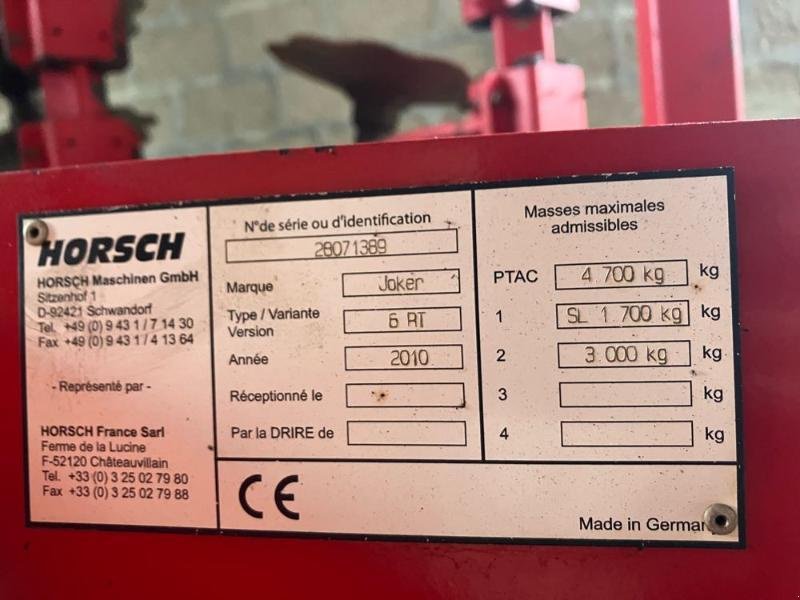 HORSCH
HORSCH Maschinen GmbH
Sitzenhof 1
D-92421 Schwandorf
Tel. +49 (0) 9 43 1 / 7 14 30
Fax +49 (0) 9 43 1 / 4 13 64
- Représenté par -
HORSCH France Sarl
Ferme de la Lucine
F-52120 Châteauvillain
Tel. +33 (0) 3 25 02 79 80
Fax +33 (0) 3 25 02 79 88
N°de série ou d'identification
28071389
Marque Joker
Type / Variante
Version 6 RT
Année 2010
Réceptionné le
Par la DRIRE de
Masses maximales
admissibles
PTAC 4 700 kg kg
1 SL 1 700 kg kg
2 3 000 kg kg
3 kg
4 kg
CE
Made in Germany